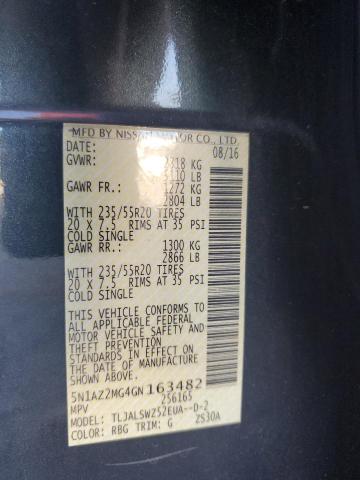 MFD BY NISSAN MOTOR CO., LTD.
DATE: 08/16
GVWR: 2318 KG
5110 LB
GAWR FR: 1272 KG
2804 LB
WITH 235/55R20 TIRES
20 X 7.5 RIMS AT 35 PSI
COLD SINGLE
GAWR RR: 1300 KG
2866 LB
WITH 235/55R20 TIRES
20 X 7.5 RIMS AT 35 PSI
COLD SINGLE
THIS VEHICLE CONFORMS TO
ALL APPLICABLE FEDERAL
MOTOR VEHICLE SAFETY AND
THEFT PREVENTION
STANDARDS IN EFFECT ON
THE DATE OF MANUFACTURE
SHOWN ABOVE.
5N1AZ2MG4GN163482
MPV 256165
MODEL: TLJALSWZ52EUA--D-2
COLOR: RBG TRIM: G 2S30A